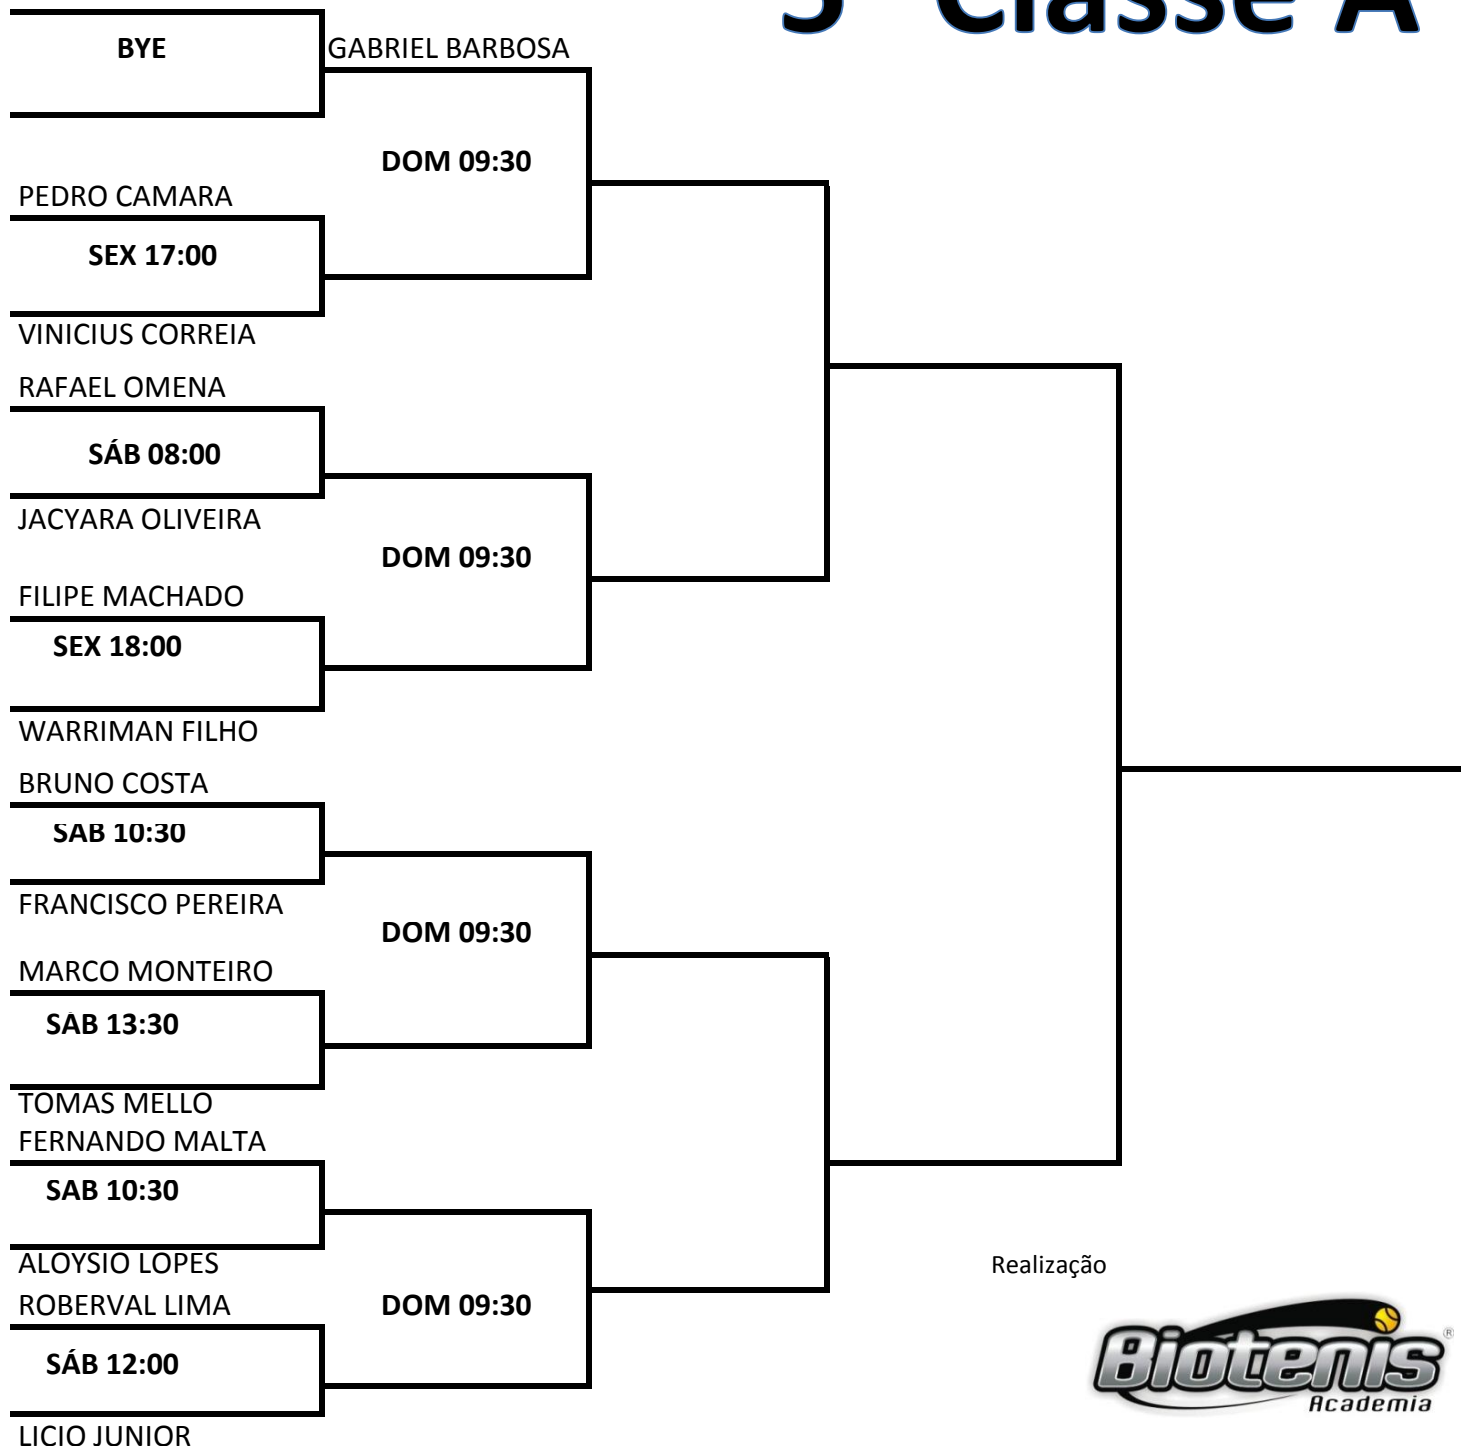 Classe A
BYE
GABRIEL BARBOSA
DOM 09:30
PEDRO CAMARA
SEX 17:00
VINICIUS CORREIA
RAFAEL OMENA
SÁB 08:00
JACYARA OLIVEIRA
DOM 09:30
FILIPE MACHADO
SEX 18:00
WARRIMAN FILHO
BRUNO COSTA
SAB 10:30
FRANCISCO PEREIRA
DOM 09:30
MARCO MONTEIRO
SÁB 13:30
TOMAS MELLO
FERNANDO MALTA
SAB 10:30
ALOYSIO LOPES
ROBERVAL LIMA
DOM 09:30
SÁB 12:00
LICIO JUNIOR
Realização
Biotenis®
Academia